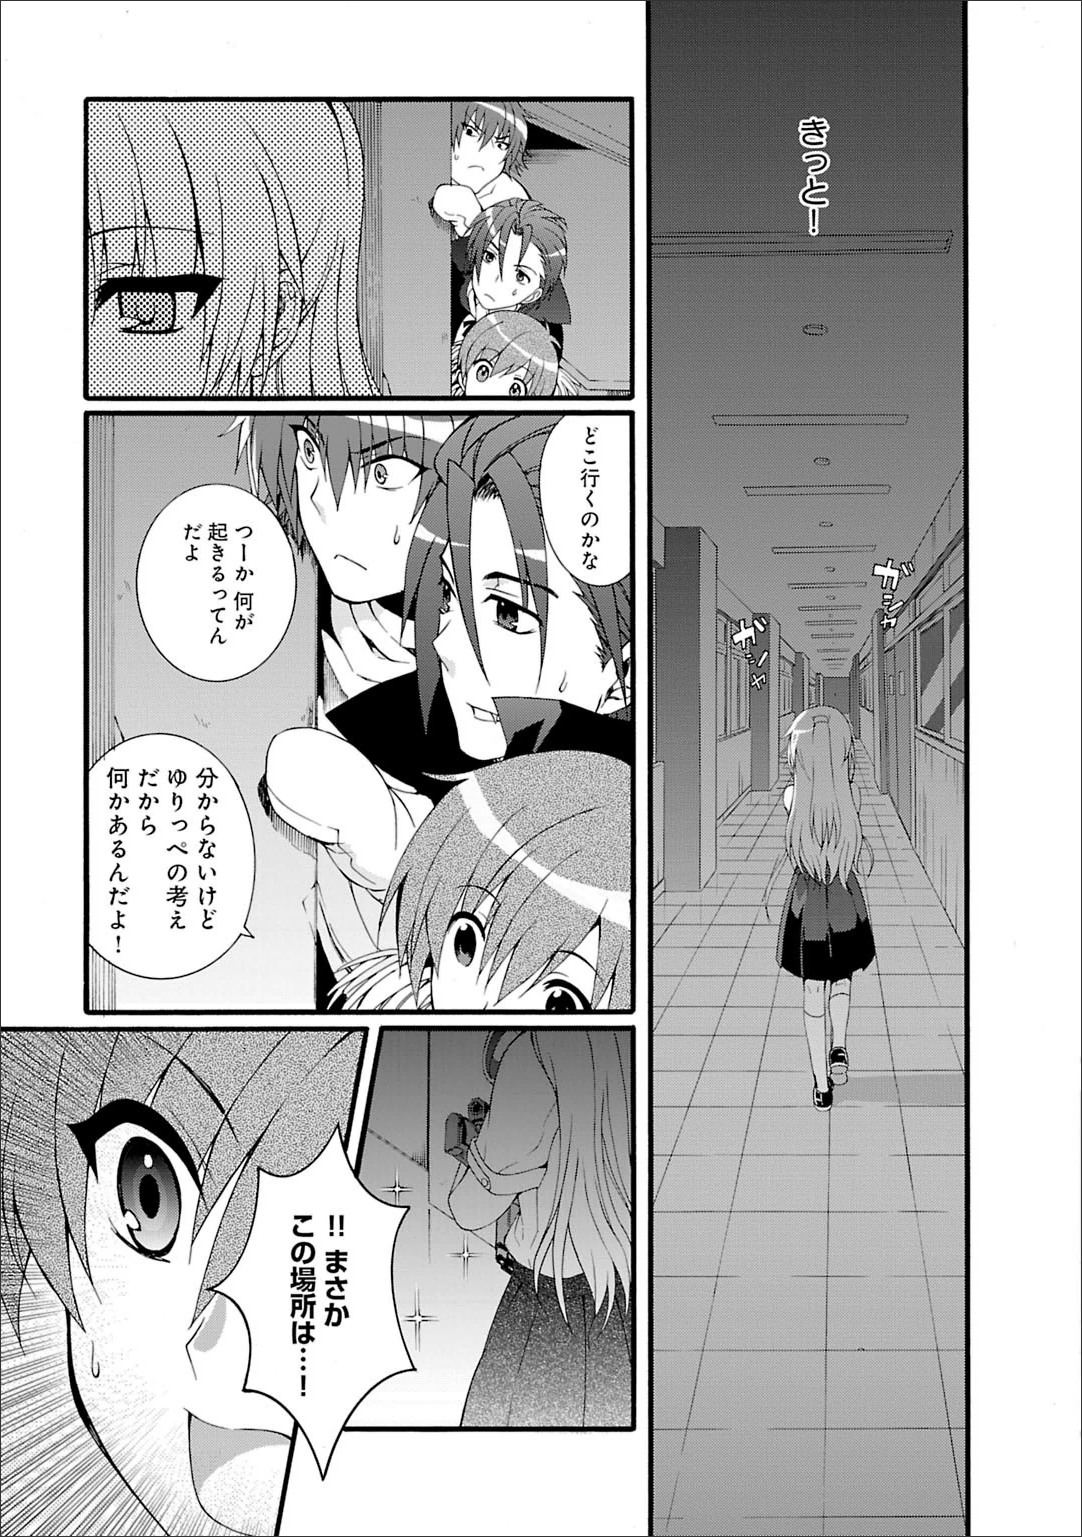 きっと！
ギシャ
ギシャ
どこ行くのかな
つーか 何が
起きるってん
だよ
分からないけど
ゆりっぺの考え
だから
何かあるんだよ！
!! まさか
この場所は…！